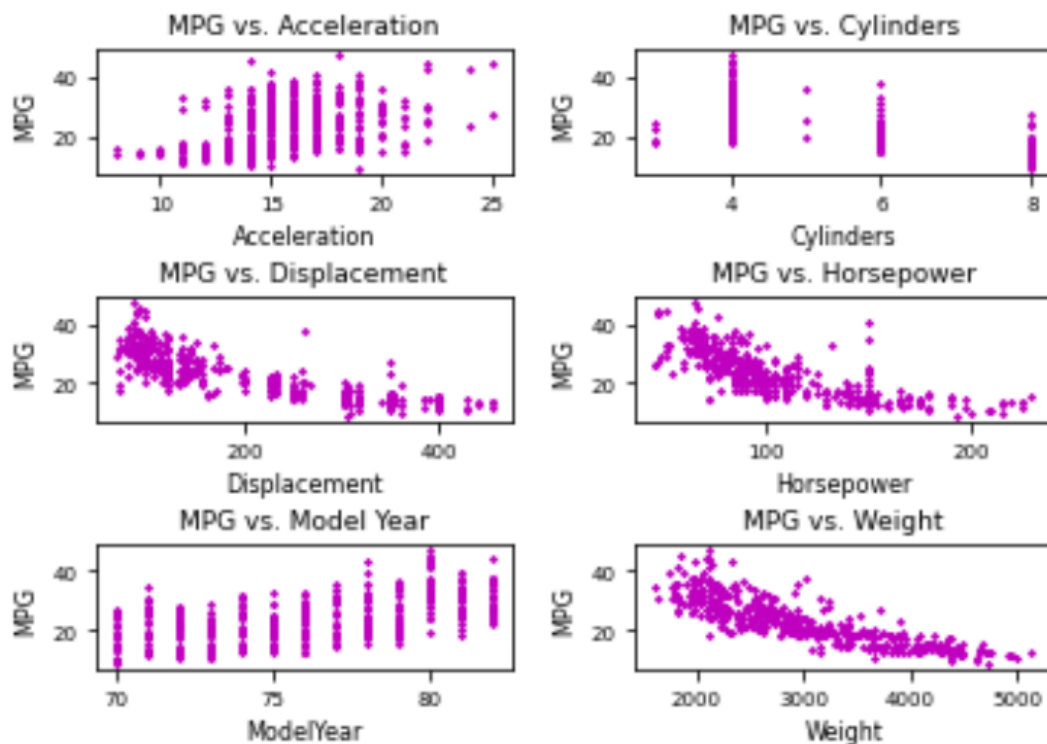 MPG vs. Acceleration
MPG
40
20
10 15 20 25
Acceleration
MPG vs. Cylinders
MPG
40
20
4 6 8
Cylinders
MPG vs. Displacement
MPG
40
20
200 400
Displacement
MPG vs. Horsepower
MPG
40
20
100 200
Horsepower
MPG vs. Model Year
MPG
40
20
70 75 80
ModelYear
MPG vs. Weight
MPG
40
20
2000 3000 4000 5000
Weight